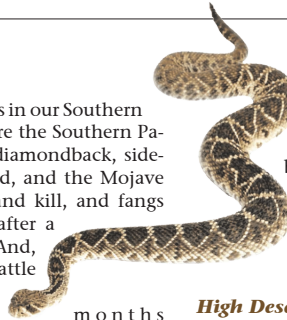 s in our Southern
re the Southern Pa-
diamondback, side-
d, and the Mojave
and kill, and fangs
after a
And,
attle
months
High Desc